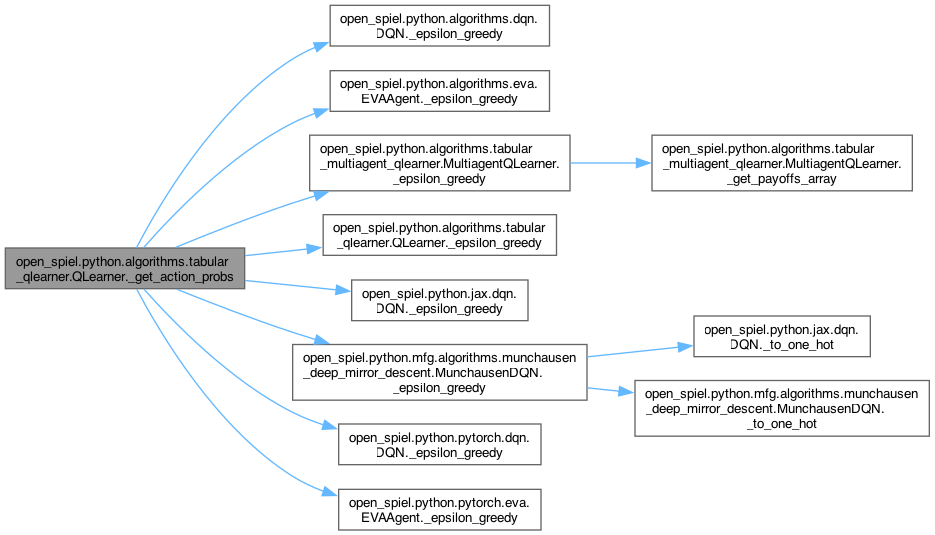 open_spiel.python.algorithms.dqn.
DQN._epsilon_greedy
open_spiel.python.algorithms.eva.
EVAAgent._epsilon_greedy
open_spiel.python.algorithms.tabular
_multiagent_qlearner.MultiagentQLearner.
_epsilon_greedy
open_spiel.python.algorithms.tabular
_multiagent_qlearner.MultiagentQLearner.
_get_payoffs_array
open_spiel.python.algorithms.tabular
_qlearner.QLearner._epsilon_greedy
open_spiel.python.algorithms.tabular
_qlearner.QLearner._get_action_probs
open_spiel.python.jax.dqn.
DQN._epsilon_greedy
open_spiel.python.mfg.algorithms.munchausen
_deep_mirror_descent.MunchausenDQN.
_epsilon_greedy
open_spiel.python.jax.dqn.
DQN._to_one_hot
open_spiel.python.mfg.algorithms.munchausen
_deep_mirror_descent.MunchausenDQN.
_to_one_hot
open_spiel.python.pytorch.dqn.
DQN._epsilon_greedy
open_spiel.python.pytorch.eva.
EVAAgent._epsilon_greedy